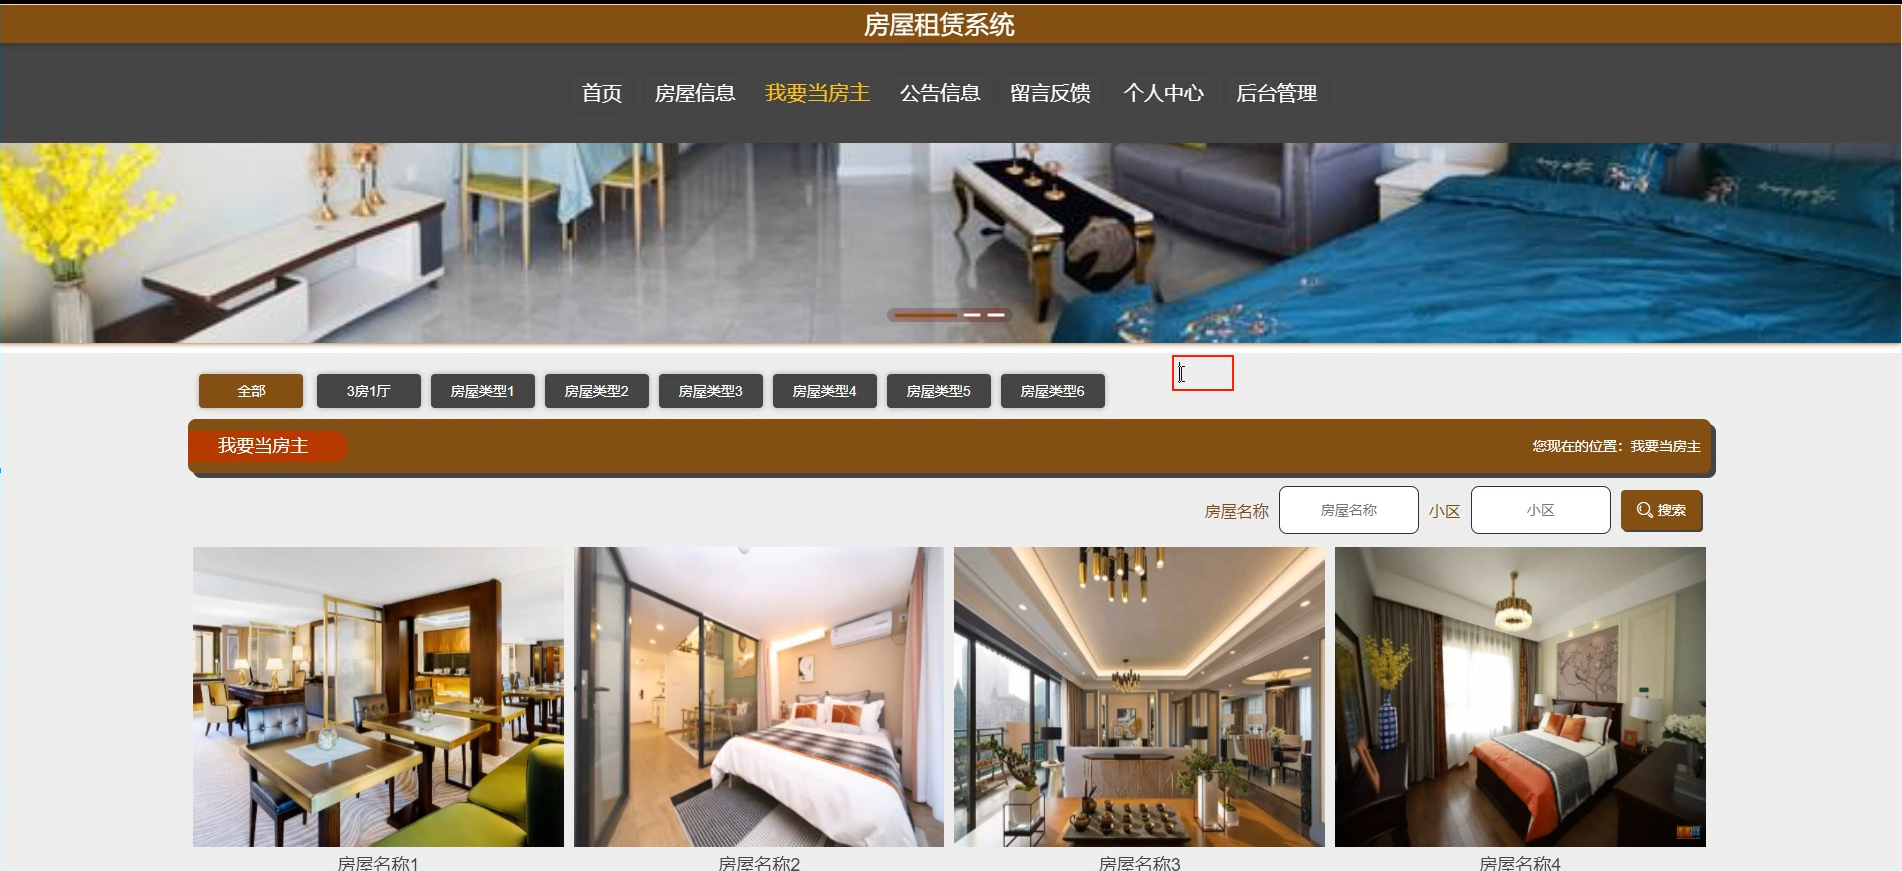 房屋租赁系统
首页 房屋信息 我要当房主 公告信息 留言反馈 个人中心 后台管理
全部 3房1厅 房屋类型1 房屋类型2 房屋类型3 房屋类型4 房屋类型5 房屋类型6
我要当房主 您现在的位置：我要当房主
房屋名称 房屋名称 小区 小区 搜索
房屋名称1 房屋名称2 房屋名称3 房屋名称4